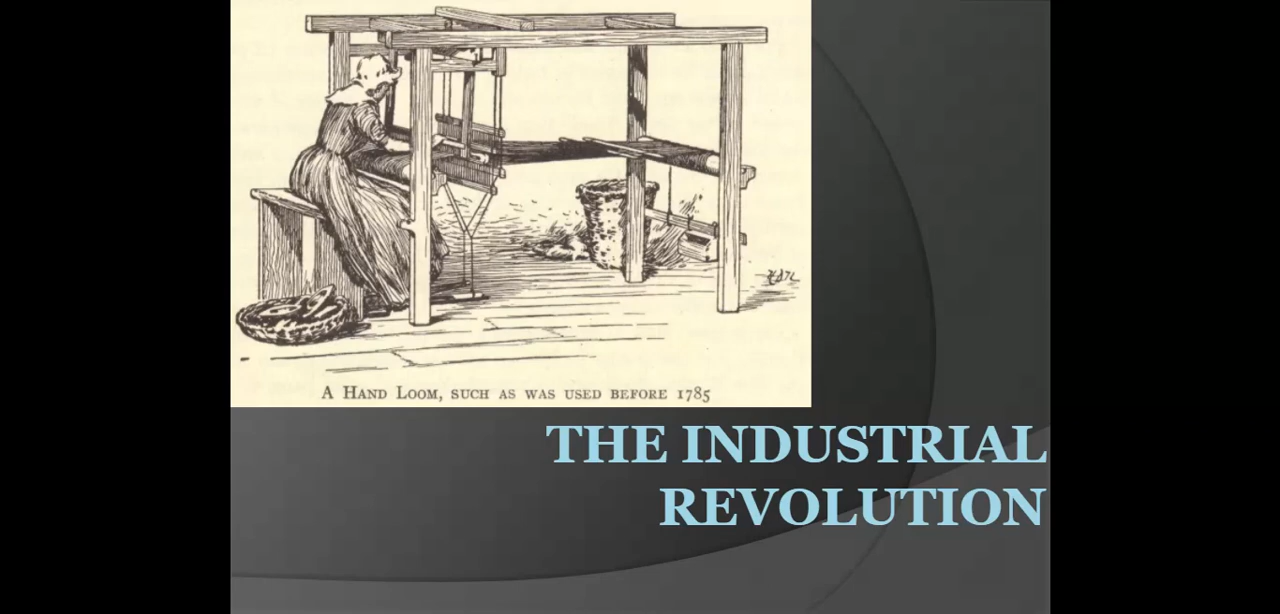 A HAND LOOM, SUCH AS WAS USED BEFORE 1785
THE INDUSTRIAL
REVOLUTION